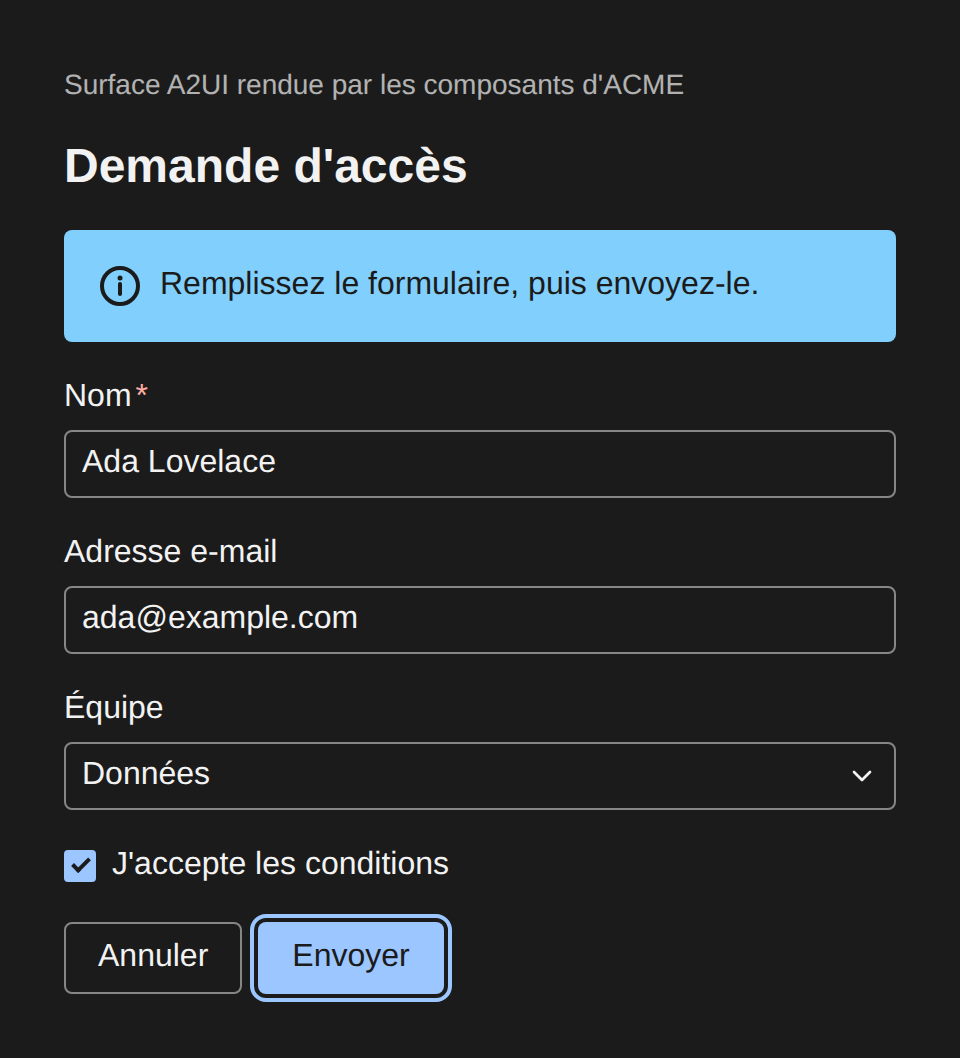 Surface A2UI rendue par les composants d'ACME
Demande d'accès
Remplissez le formulaire, puis envoyez-le.
Nom*
Ada Lovelace
Adresse e-mail
ada@example.com
Équipe
Données
J'accepte les conditions
Annuler Envoyer